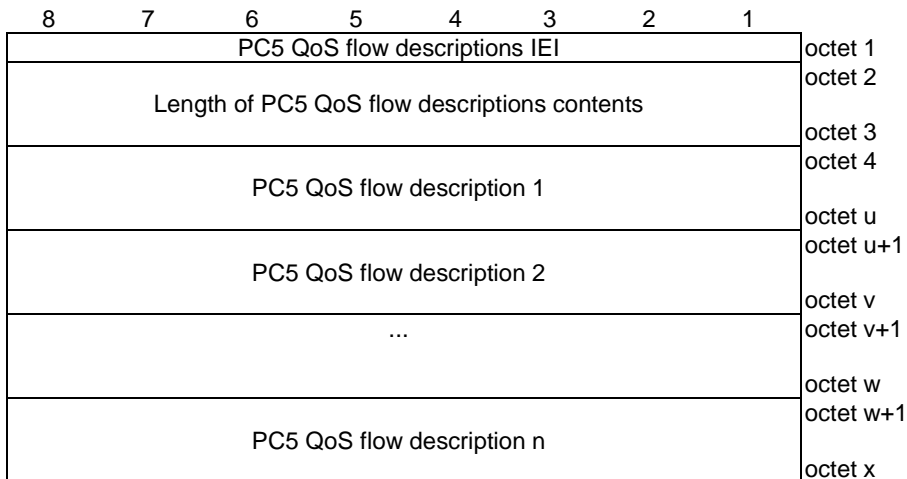 8 7 6 5 4 3 2 1
PC5 QoS flow descriptions IEI octet 1
octet 2
Length of PC5 QoS flow descriptions contents
octet 3
octet 4
PC5 QoS flow description 1
octet u
octet u+1
PC5 QoS flow description 2
octet v
... octet v+1
octet w
octet w+1
PC5 QoS flow description n
octet x